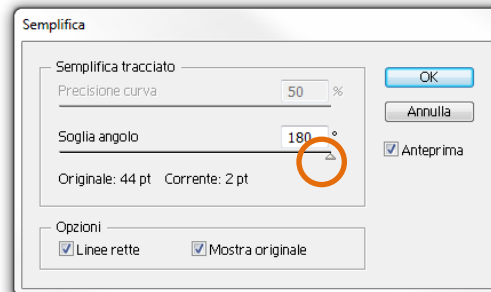 Semplifica
Semplifica tracciato
Precisione curva 50 %
Soglia angolo 180 °
Originale: 44 pt Corrente: 2 pt
Opzioni
Linee rette Mostra originale
OK
Annulla
Anteprima